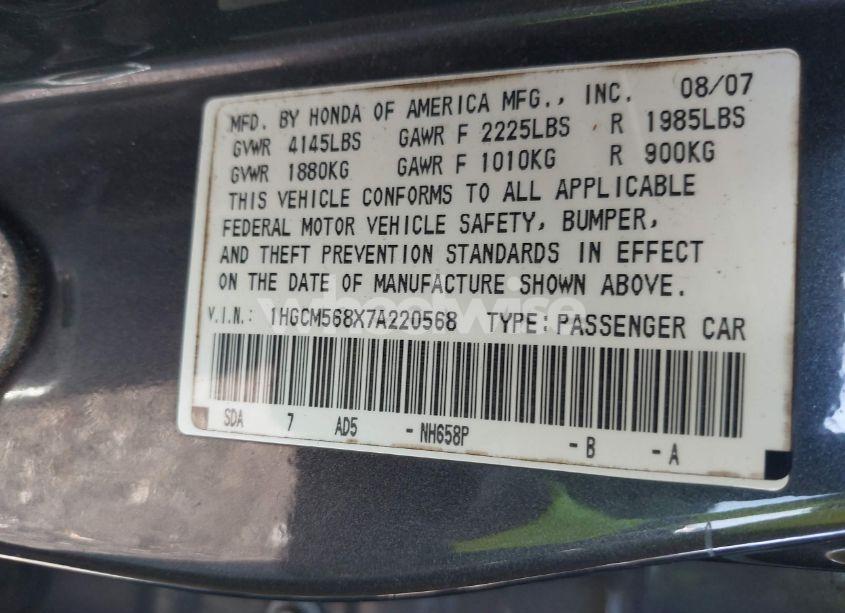 MFD. BY HONDA OF AMERICA MFG., INC. 08/07
GVWR 4145LBS GAWR F 2225LBS R 1985LBS
GVWR 1880KG GAWR F 1010KG R 900KG
THIS VEHICLE CONFORMS TO ALL APPLICABLE
FEDERAL MOTOR VEHICLE SAFETY, BUMPER,
AND THEFT PREVENTION STANDARDS IN EFFECT
ON THE DATE OF MANUFACTURE SHOWN ABOVE.
wheelwise
V.I.N.: 1HGCM568X7A220568 TYPE: PASSENGER CAR
SDA 7 AD5 - NH658P - B - A